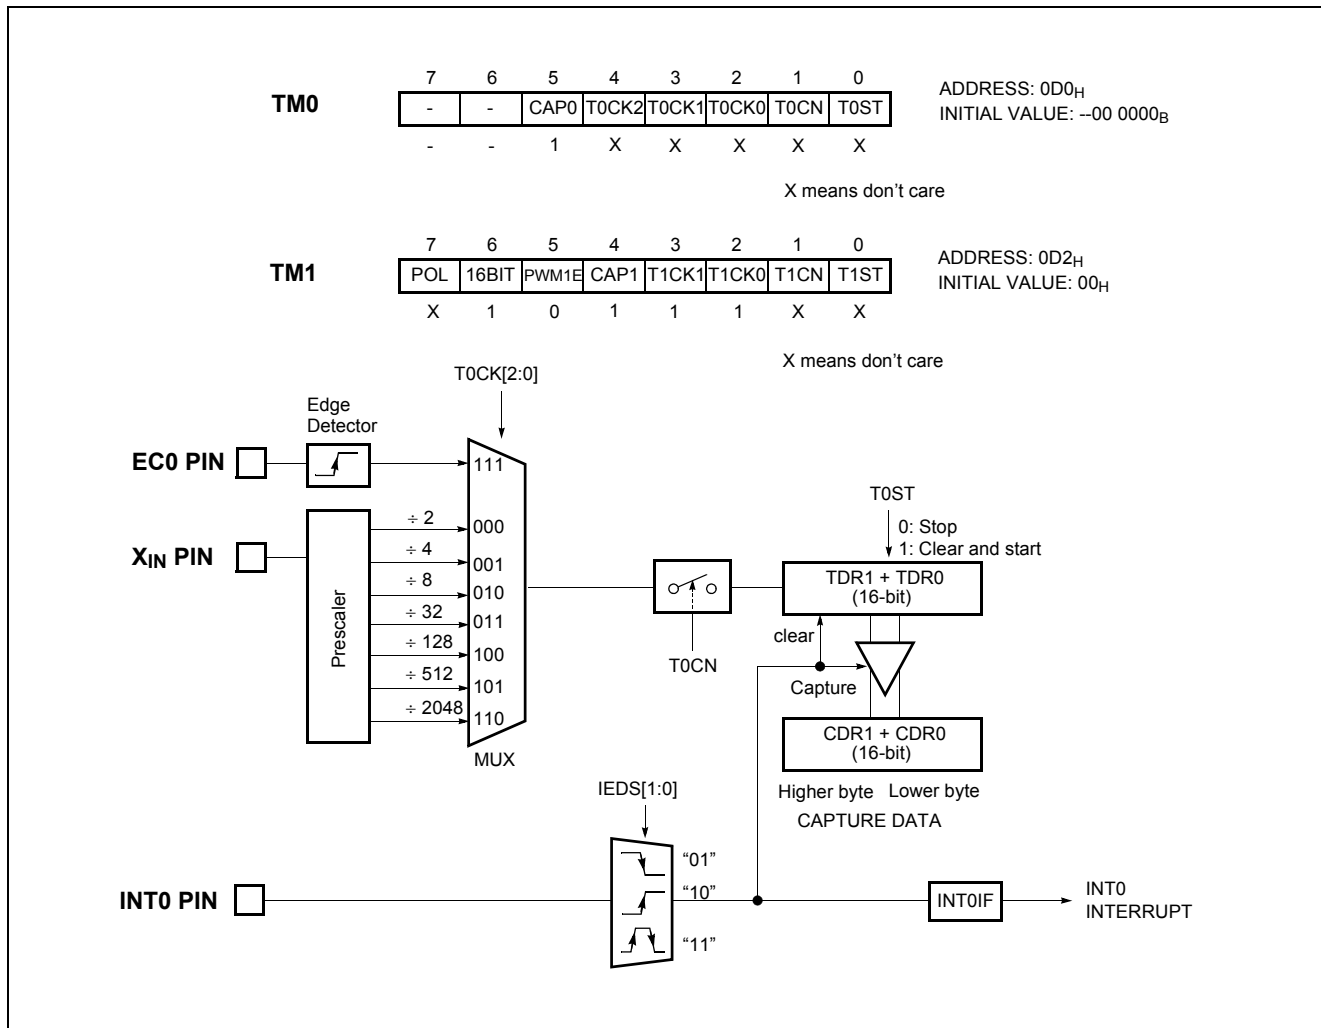 7 6 5 4 3 2 1 0
TM0 - - CAP0 T0CK2 T0CK1 T0CK0 T0CN T0ST
ADDRESS: 0D0H
INITIAL VALUE: --00 0000B
- - 1 X X X X X
X means don't care
7 6 5 4 3 2 1 0
TM1 POL 16BIT PWM1E CAP1 T1CK1 T1CK0 T1CN T1ST
ADDRESS: 0D2H
INITIAL VALUE: 00H
X 1 0 1 1 1 X X
X means don't care
T0CK[2:0]
Edge
Detector
EC0 PIN
111
XIN PIN
Prescaler
÷ 2 000
÷ 4 001
÷ 8 010
÷ 32 011
÷ 128 100
÷ 512 101
÷ 2048 110
MUX
T0CN
T0ST
0: Stop
1: Clear and start
TDR1 + TDR0
(16-bit)
clear
Capture
CDR1 + CDR0
(16-bit)
Higher byte Lower byte
CAPTURE DATA
IEDS[1:0]
INT0 PIN
“01”
“10”
“11”
INT0IF
INT0
INTERRUPT